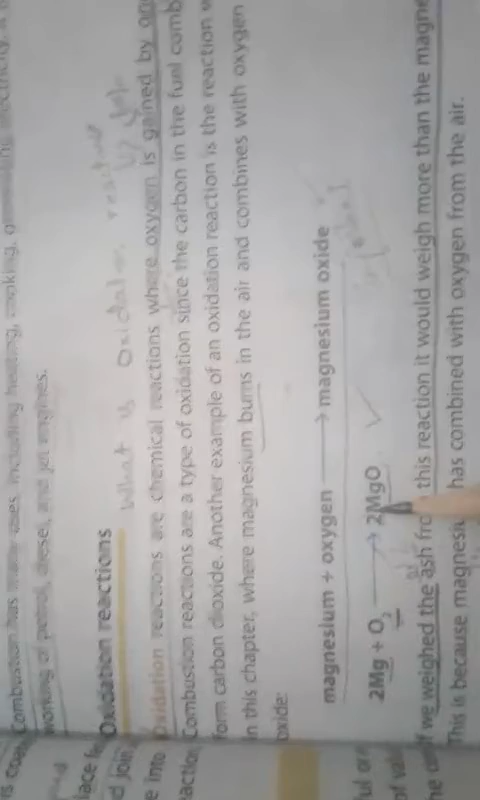 Combustion has many uses including heating, cooking, generating electricity,
working of petrol, diesel, and jet engines.
Oxidation reactions
What is oxidation reaction
Oxidation reactions are chemical reactions where oxygen is gained by one
Combustion reactions are a type of oxidation since the carbon in the fuel comb
form carbon dioxide. Another example of an oxidation reaction is the reaction w
in this chapter, where magnesium burns in the air and combines with oxygen
oxide:
magnesium + oxygen ⟶ magnesium oxide
2Mg + O₂ ⟶ 2MgO
If we weighed the ash from this reaction it would weigh more than the magne
This is because magnesium has combined with oxygen from the air.